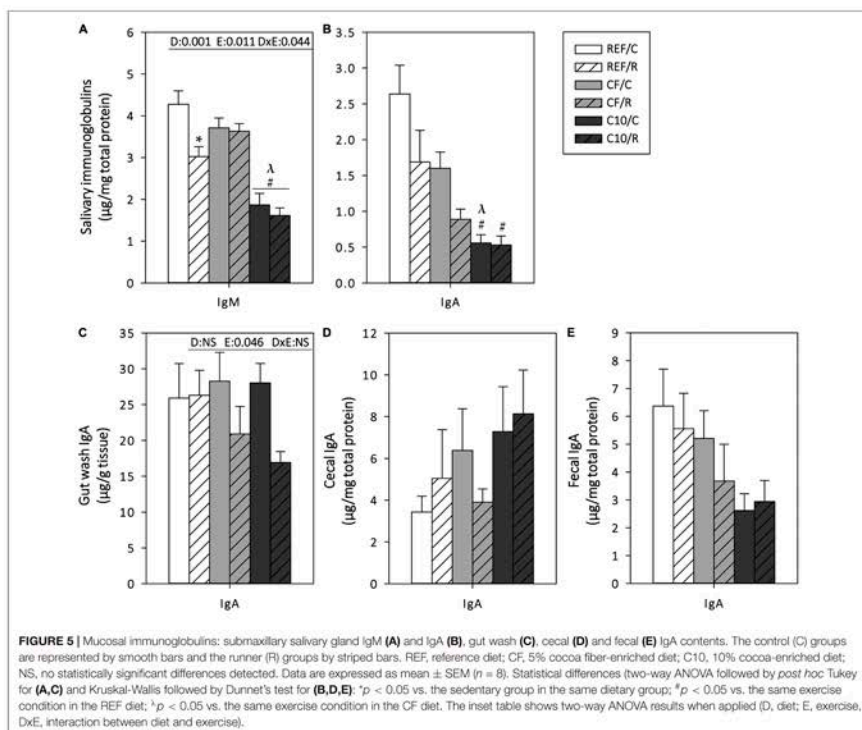 A
D:0.001 E:0.011 DxE:0.044
Salivary immunoglobulins
(µg/mg total protein)
6
5
4
3
2
1
0
*
λ
#
IgM
B
3.0
2.5
2.0
1.5
1.0
0.5
0.0
λ
#
#
IgA
REF/C
REF/R
CF/C
CF/R
C10/C
C10/R
C
D:NS E:0.046 DxE:NS
Gut wash IgA
(µg/g tissue)
35
30
25
20
15
10
5
0
IgA
D
Cecal IgA
(µg/mg total protein)
12
10
8
6
4
2
0
IgA
E
Fecal IgA
(µg/mg total protein)
9
8
7
6
5
4
3
2
1
0
IgA
FIGURE 5 | Mucosal immunoglobulins: submaxillary salivary gland IgM (A) and IgA (B), gut wash (C), cecal (D) and fecal (E) IgA contents. The control (C) groups
are represented by smooth bars and the runner (R) groups by striped bars. REF, reference diet; CF, 5% cocoa fiber-enriched diet; C10, 10% cocoa-enriched diet;
NS, no statistically significant differences detected. Data are expressed as mean ± SEM (n = 8). Statistical differences (two-way ANOVA followed by post hoc Tukey
for (A,C) and Kruskal-Wallis followed by Dunnet's test for (B,D,E): *p < 0.05 vs. the sedentary group in the same dietary group; #p < 0.05 vs. the same exercise
condition in the REF diet; λp < 0.05 vs. the same exercise condition in the CF diet. The inset table shows two-way ANOVA results when applied (D, diet; E, exercise,
DxE, interaction between diet and exercise).